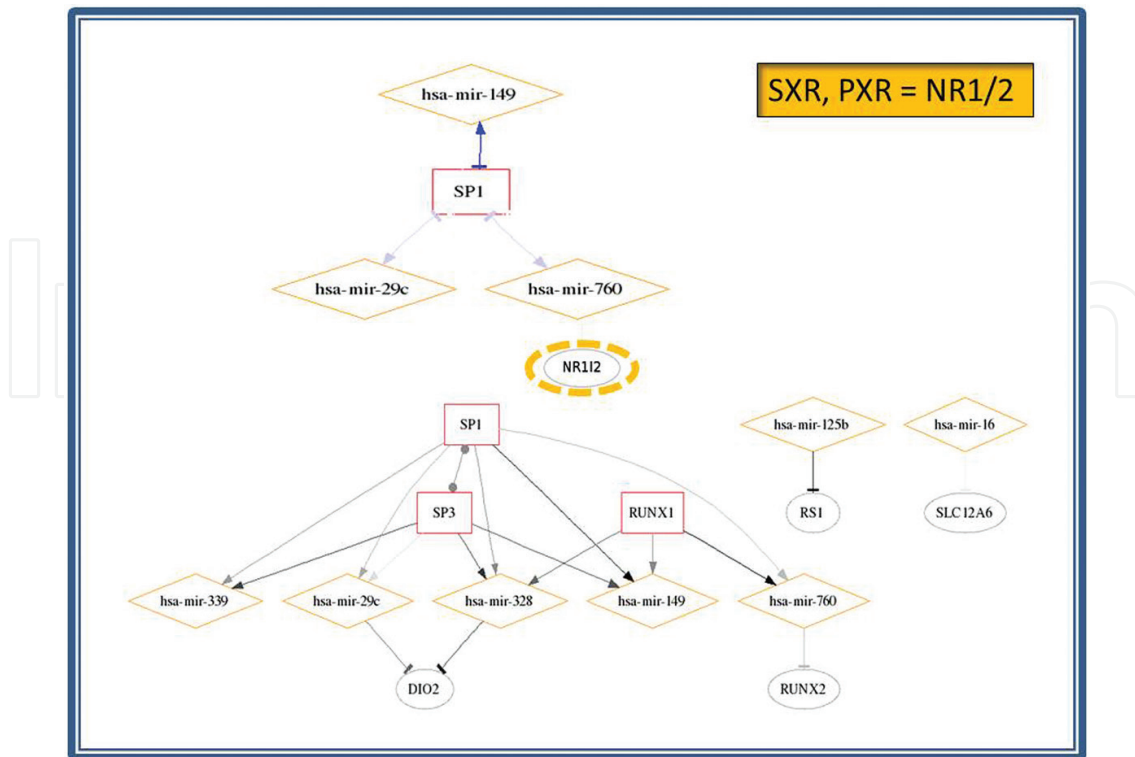 hsa-mir-149
SXR, PXR = NR1/2
SP1
hsa-mir-29c
hsa-mir-760
NR1I2
SP1
hsa-mir-125b
hsa-mir-16
SP3
RUNX1
RS1
SLC12A6
hsa-mir-339
hsa-mir-29c
hsa-mir-328
hsa-mir-149
hsa-mir-760
DIO2
RUNX2